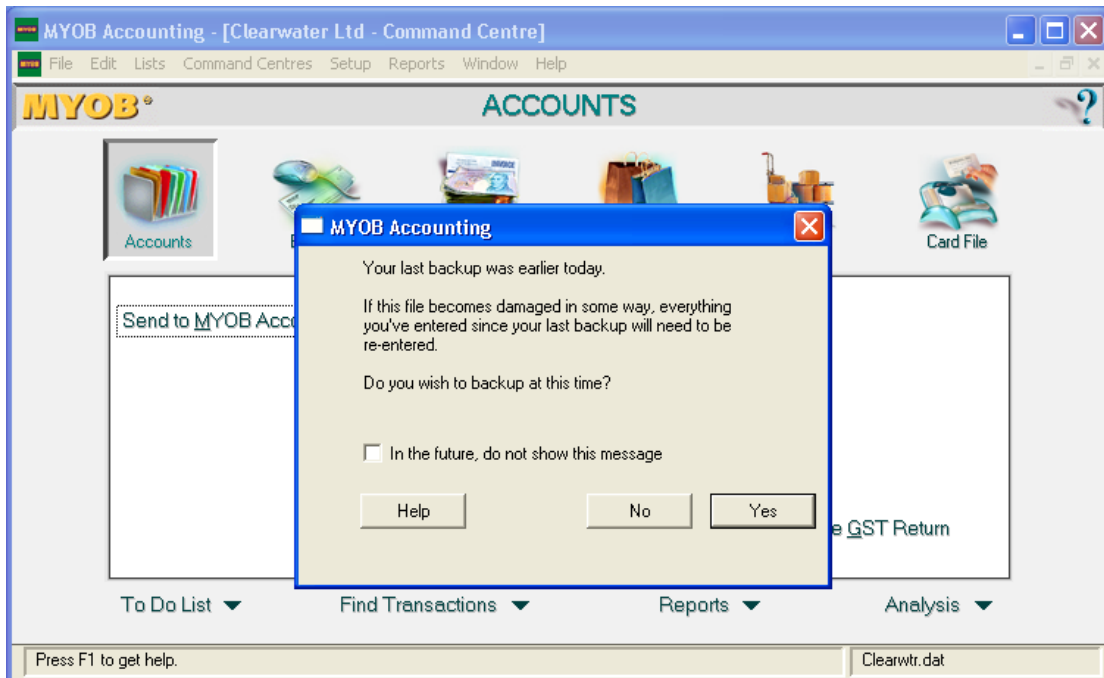 MYOB MYOB Accounting - [Clearwater Ltd - Command Centre]
MYOB File Edit Lists Command Centres Setup Reports Window Help
MYOB® ACCOUNTS ?
INVOICE
Accounts
Card File
MYOB Accounting
Your last backup was earlier today.
If this file becomes damaged in some way, everything
you've entered since your last backup will need to be
re-entered.
Do you wish to backup at this time?
In the future, do not show this message
Help No Yes
Send to MYOB Acco
e GST Return
To Do List Find Transactions Reports Analysis
Press F1 to get help. Clearwtr.dat